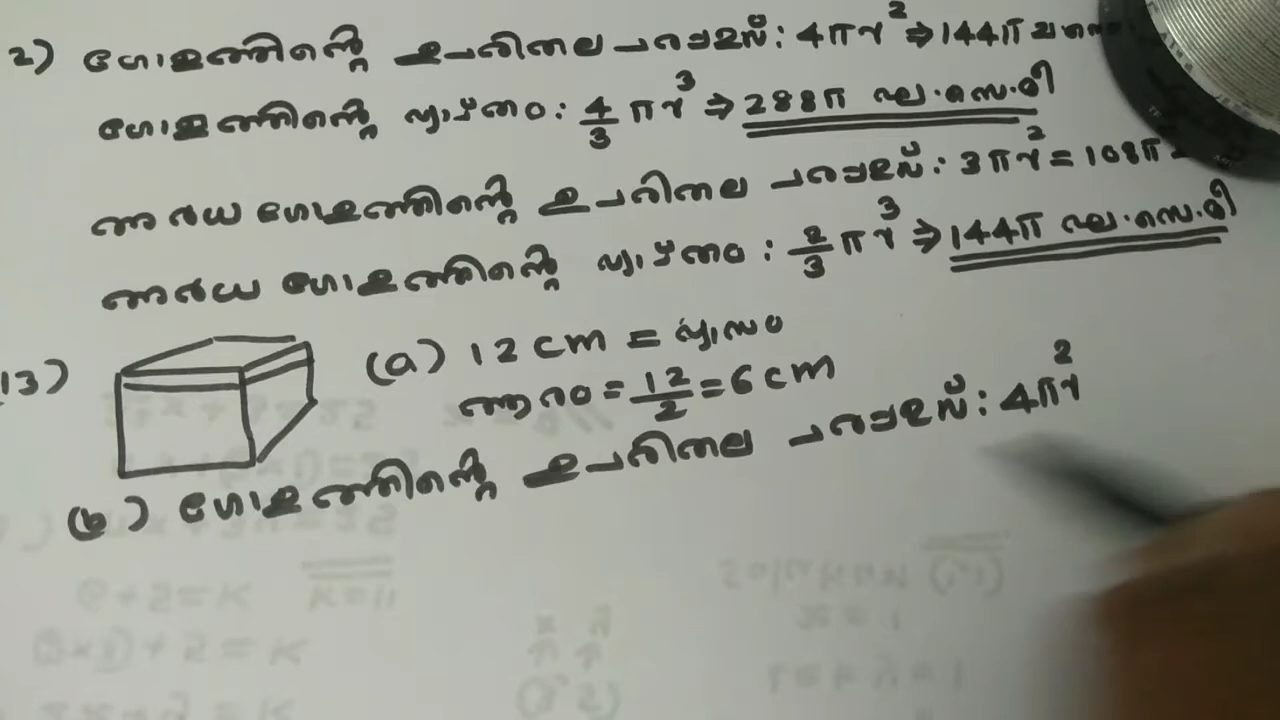 2) ഗോളത്തിന്റെ ഉപരിതല പരപ്പളവ്: 4πr² ⇒ 144π
ഗോളത്തിന്റെ വ്യാപ്തം: 4/3 πr³ ⇒ 288π ഘ.സെ.മീ
അർധ ഗോളത്തിന്റെ ഉപരിതല പരപ്പളവ്: 3πr² = 108π
അർധ ഗോളത്തിന്റെ വ്യാപ്തം: 2/3 πr³ ⇒ 144π ഘ.സെ.മീ
13) (a) 12 cm = വ്യാസം
ആരം = 12/2 = 6 cm
(b) ഗോളത്തിന്റെ ഉപരിതല പരപ്പളവ്: 4πr²